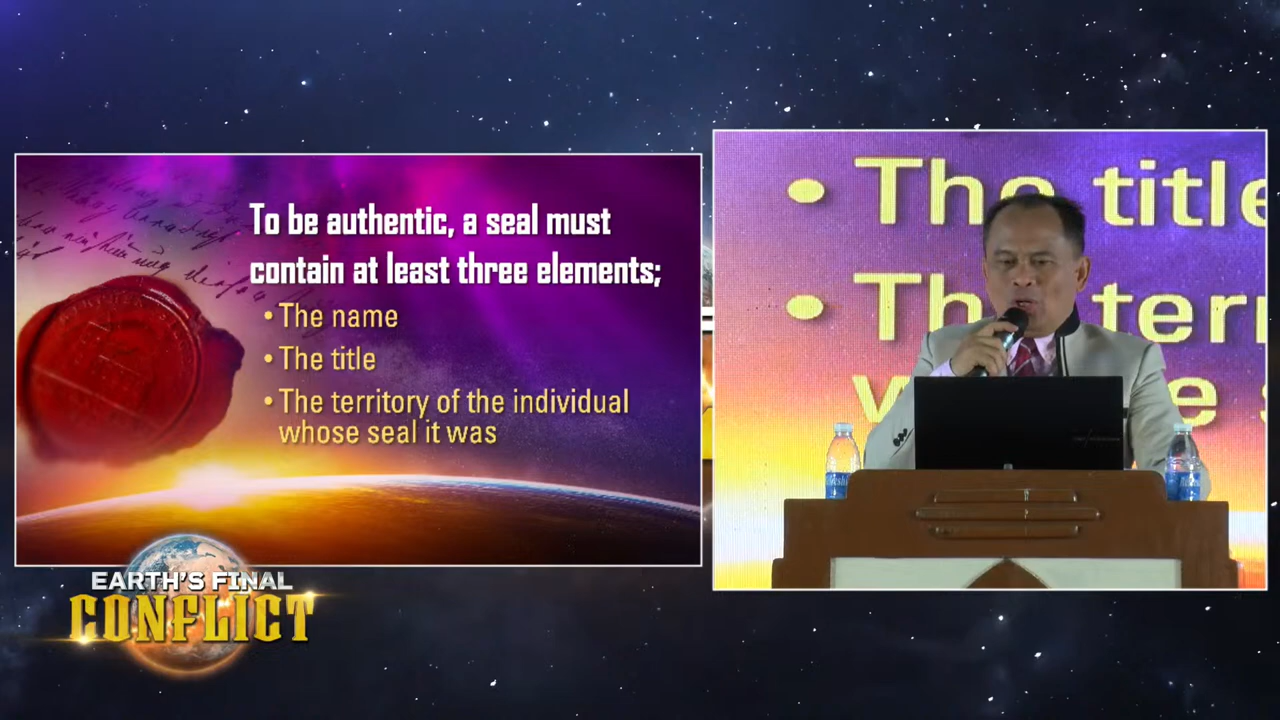 To be authentic, a seal must
contain at least three elements;
• The name
• The title
• The territory of the individual
whose seal it was
EARTH'S FINAL
CONFLICT
• The title
• The terr